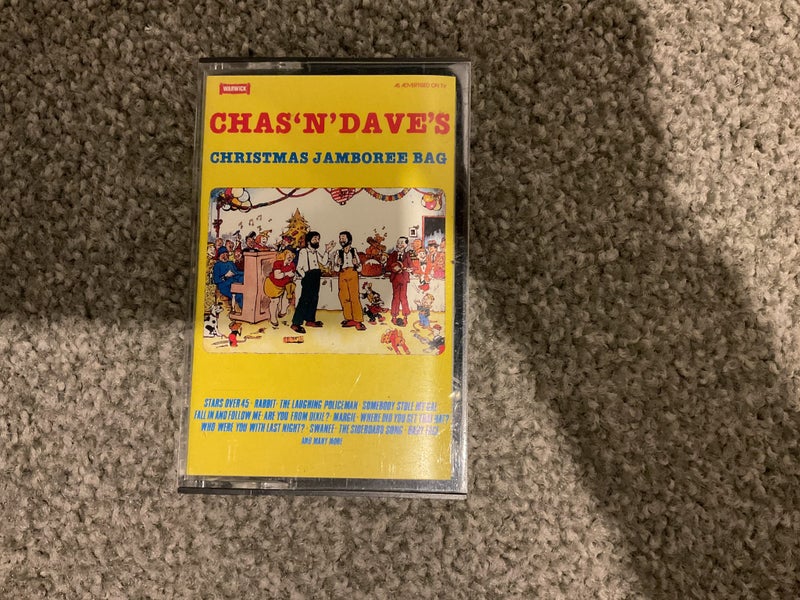 WARWICK
AS ADVERTISED ON TV
CHAS 'N' DAVE'S
CHRISTMAS JAMBOREE BAG
STARS OVER 45 · RABBIT · THE LAUGHING POLICEMAN · SOMEBODY STOLE MY GAL
FALL IN AND FOLLOW ME · ARE YOU FROM DIXIE? · MARGIE · WHERE DID YOU GET THAT HAT?
WHO WERE YOU WITH LAST NIGHT? · SWANEE · THE SIDEBOARD SONG · BABY FACE
AND MANY MORE